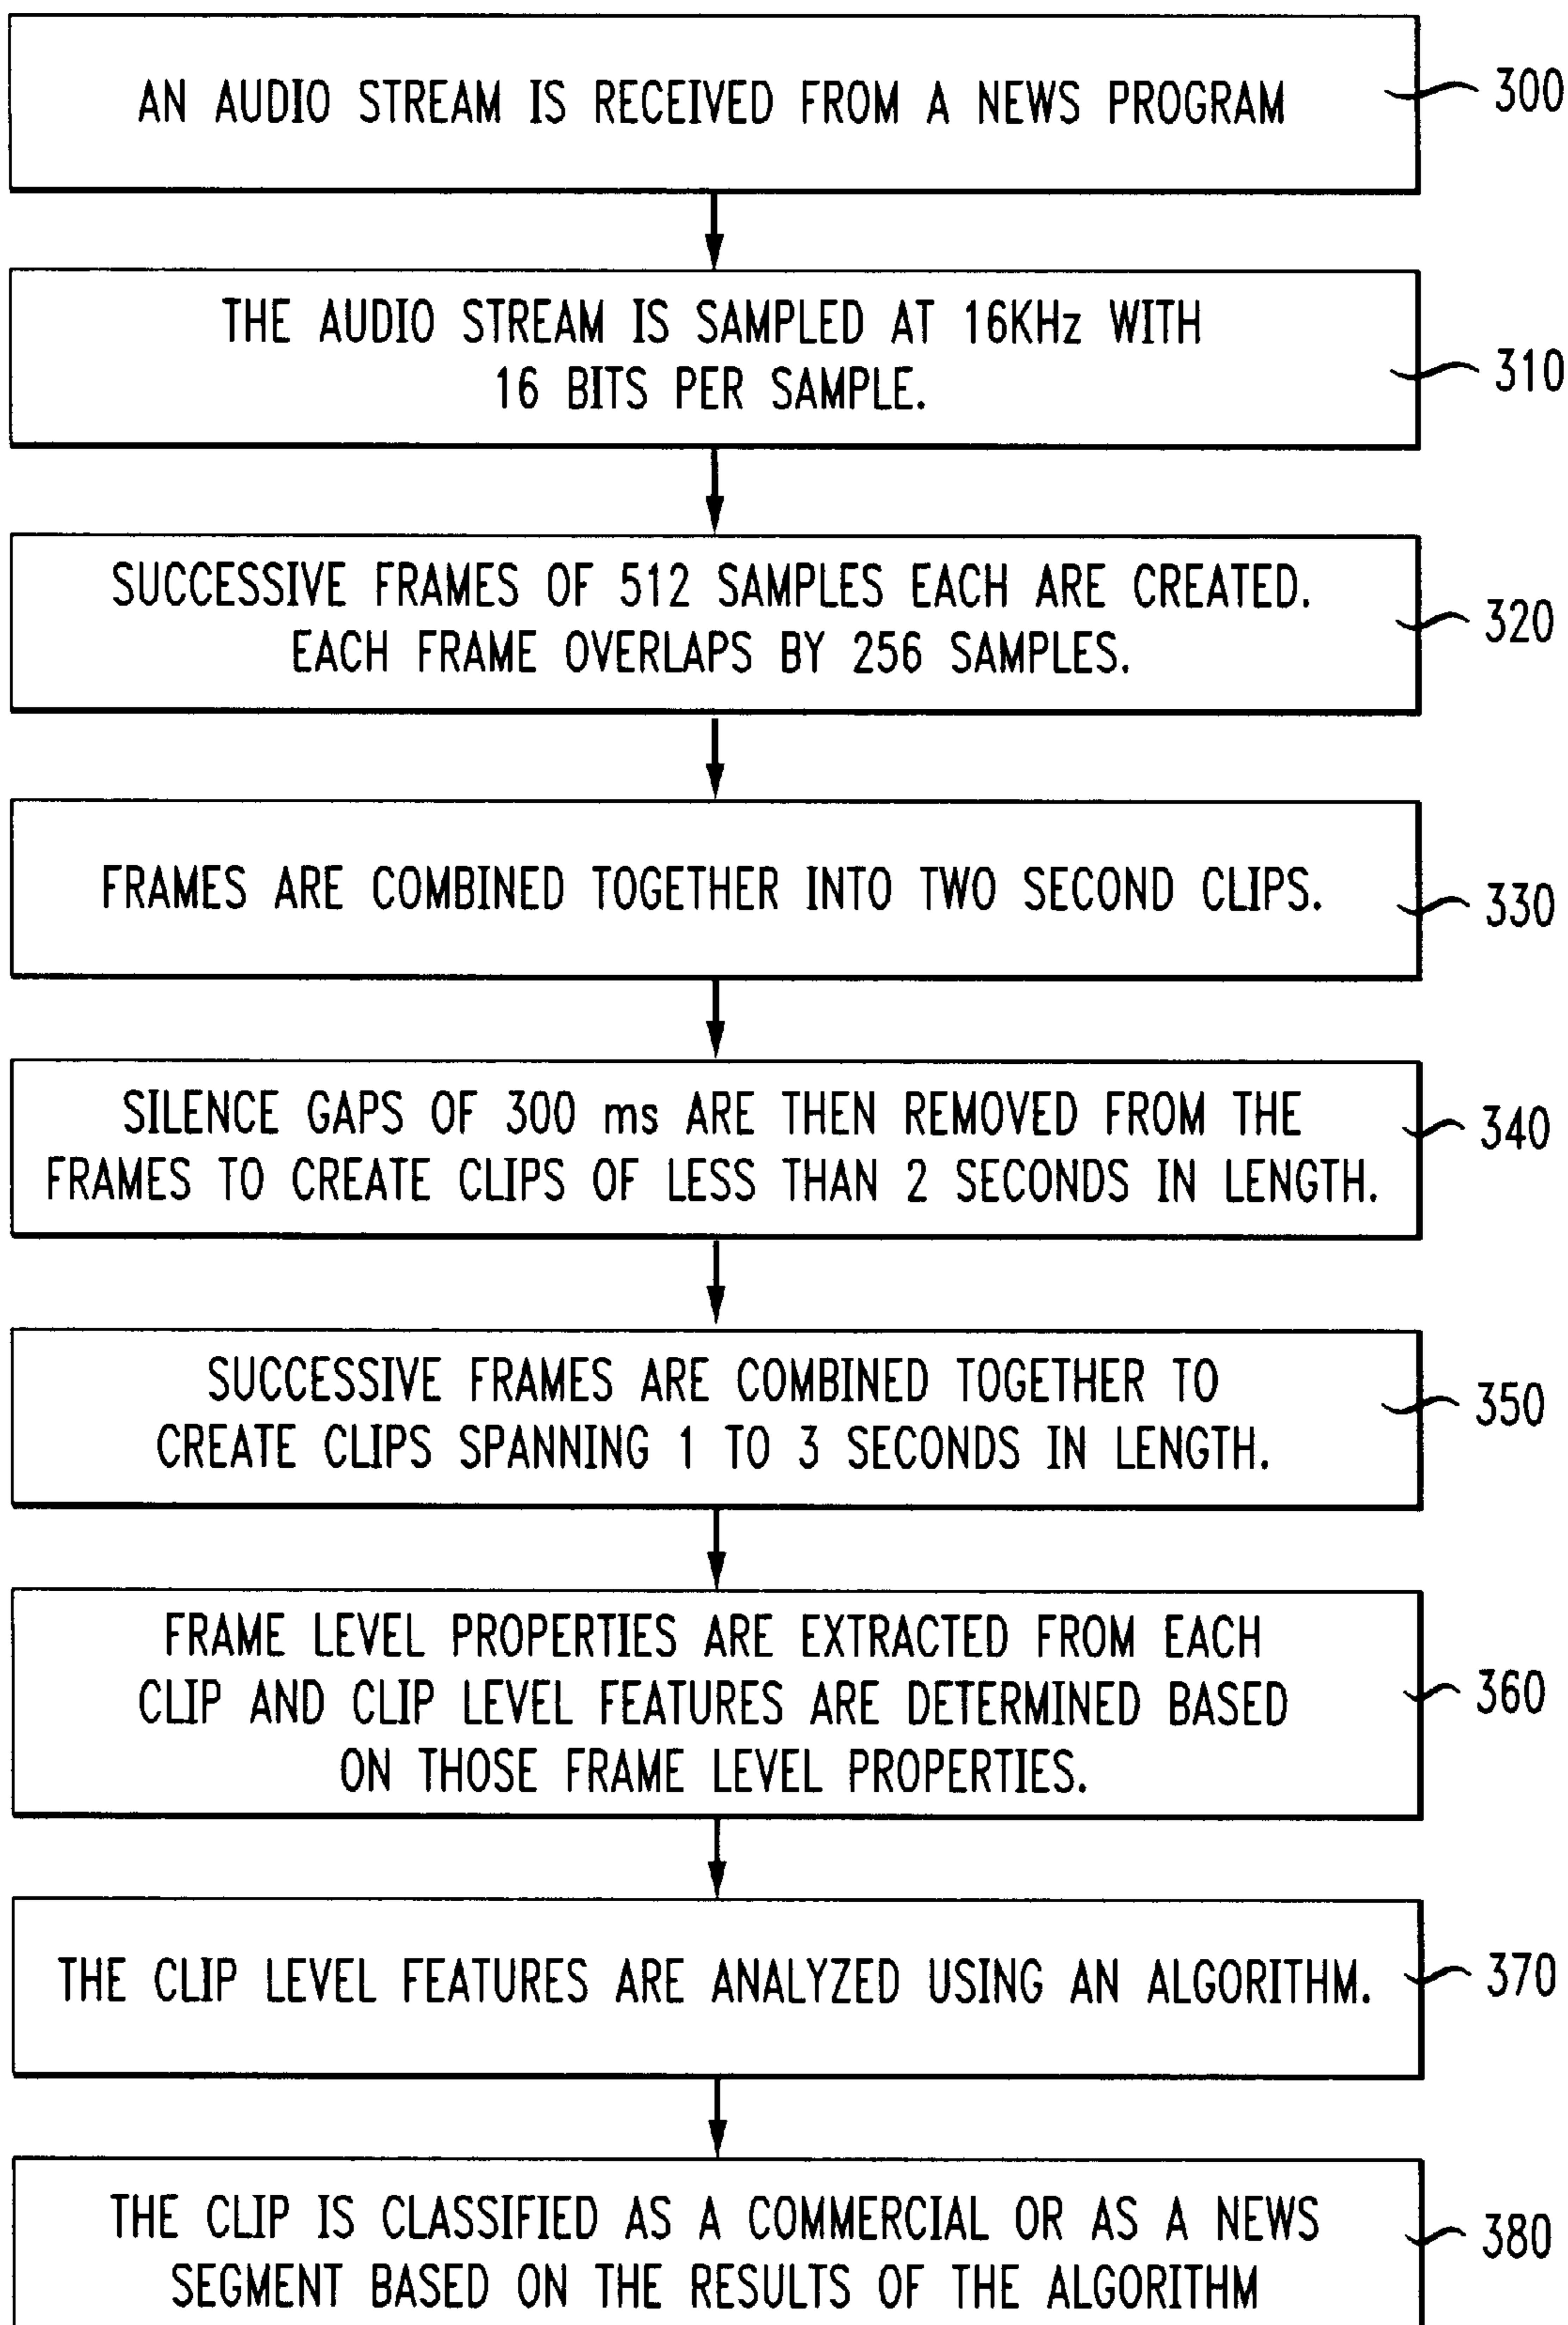 AN AUDIO STREAM IS RECEIVED FROM A NEWS PROGRAM
300
THE AUDIO STREAM IS SAMPLED AT 16KHz WITH
16 BITS PER SAMPLE.
310
SUCCESSIVE FRAMES OF 512 SAMPLES EACH ARE CREATED.
EACH FRAME OVERLAPS BY 256 SAMPLES.
320
FRAMES ARE COMBINED TOGETHER INTO TWO SECOND CLIPS.
330
SILENCE GAPS OF 300 ms ARE THEN REMOVED FROM THE
FRAMES TO CREATE CLIPS OF LESS THAN 2 SECONDS IN LENGTH.
340
SUCCESSIVE FRAMES ARE COMBINED TOGETHER TO
CREATE CLIPS SPANNING 1 TO 3 SECONDS IN LENGTH.
350
FRAME LEVEL PROPERTIES ARE EXTRACTED FROM EACH
CLIP AND CLIP LEVEL FEATURES ARE DETERMINED BASED
ON THOSE FRAME LEVEL PROPERTIES.
360
THE CLIP LEVEL FEATURES ARE ANALYZED USING AN ALGORITHM.
370
THE CLIP IS CLASSIFIED AS A COMMERCIAL OR AS A NEWS
SEGMENT BASED ON THE RESULTS OF THE ALGORITHM
380